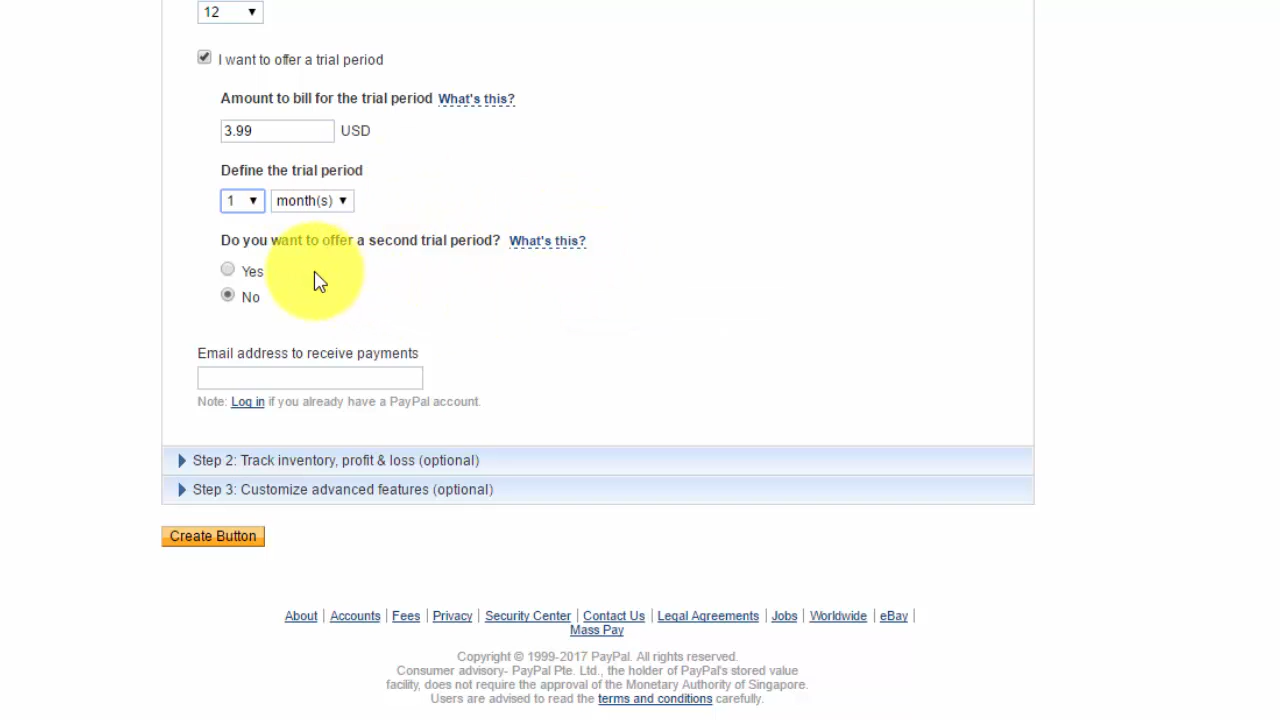 12
I want to offer a trial period
Amount to bill for the trial period What's this?
3.99 USD
Define the trial period
1 month(s)
Do you want to offer a second trial period? What's this?
Yes
No
Email address to receive payments
Note: Log in if you already have a PayPal account.
Step 2: Track inventory, profit & loss (optional)
Step 3: Customize advanced features (optional)
Create Button
About | Accounts | Fees | Privacy | Security Center | Contact Us | Legal Agreements | Jobs | Worldwide | eBay |
Mass Pay
Copyright © 1999-2017 PayPal. All rights reserved.
Consumer advisory- PayPal Pte. Ltd., the holder of PayPal's stored value
facility, does not require the approval of the Monetary Authority of Singapore.
Users are advised to read the terms and conditions carefully.